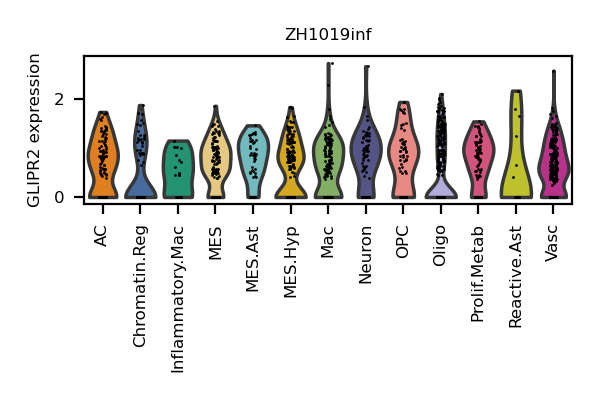 ZH1019inf
GLIPR2 expression
2
0
AC
Chromatin.Reg
Inflammatory.Mac
MES
MES.Ast
MES.Hyp
Mac
Neuron
OPC
Oligo
Prolif.Metab
Reactive.Ast
Vasc